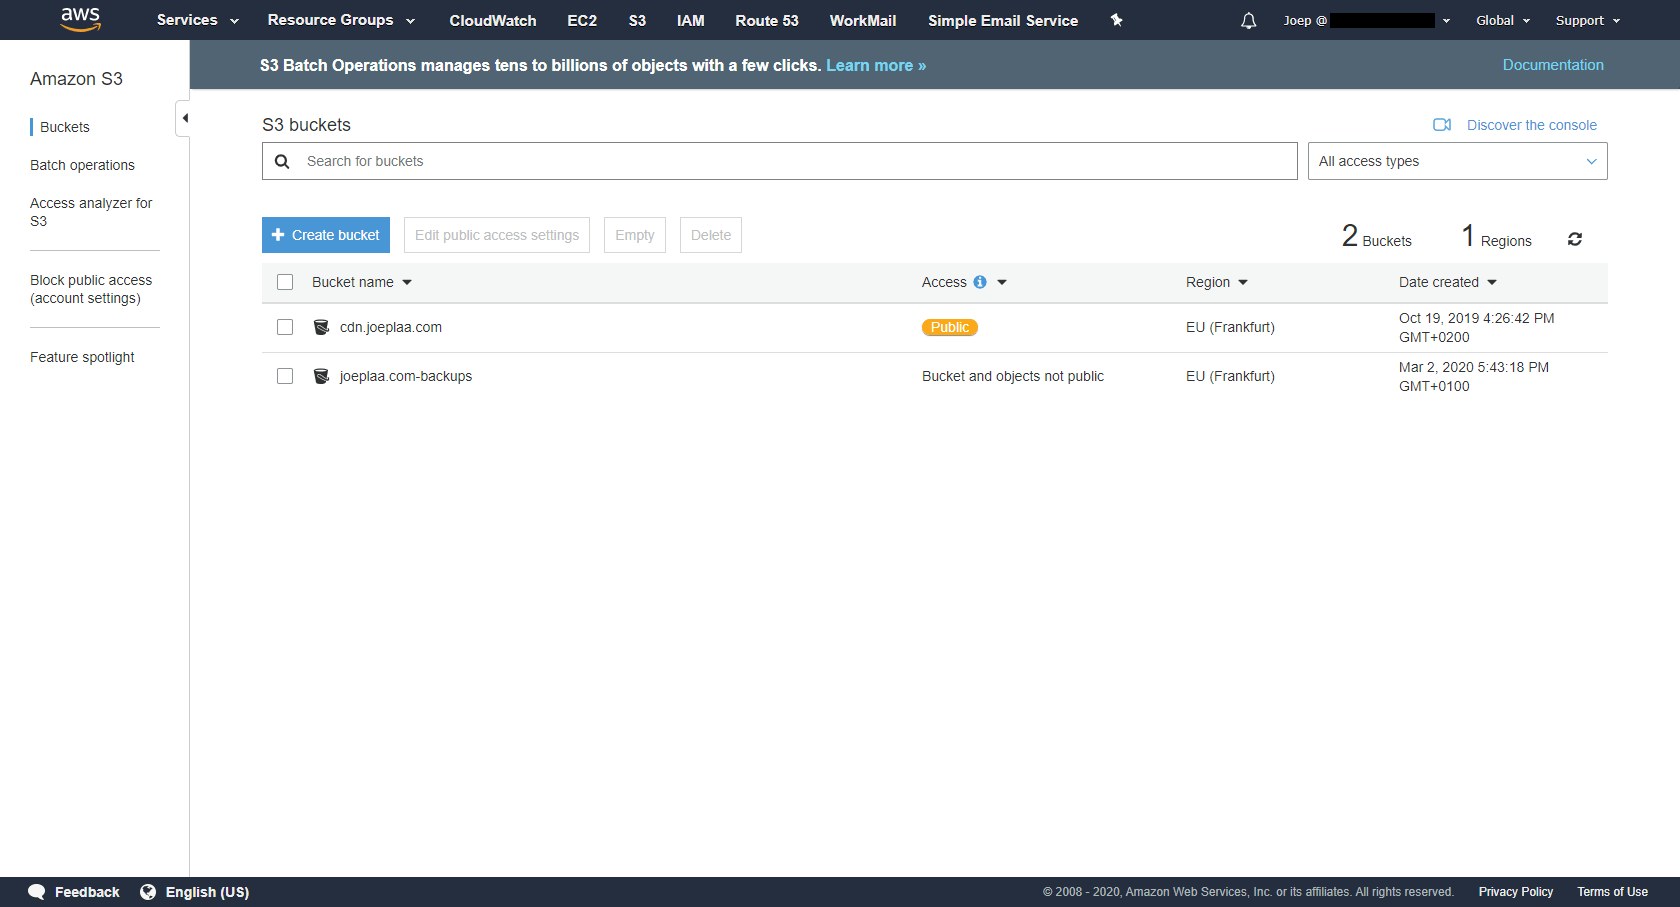 aws Services Resource Groups CloudWatch EC2 S3 IAM Route 53 WorkMail Simple Email Service Joep @ Global Support
Amazon S3
Buckets
Batch operations
Access analyzer for
S3
Block public access
(account settings)
Feature spotlight
S3 Batch Operations manages tens to billions of objects with a few clicks. Learn more » Documentation
S3 buckets Discover the console
Search for buckets All access types
Create bucket Edit public access settings Empty Delete 2 Buckets 1 Regions
Bucket name Access Region Date created
cdn.joeplaa.com Public EU (Frankfurt) Oct 19, 2019 4:26:42 PM
GMT+0200
joeplaa.com-backups Bucket and objects not public EU (Frankfurt) Mar 2, 2020 5:43:18 PM
GMT+0100
Feedback English (US) © 2008 - 2020, Amazon Web Services, Inc. or its affiliates. All rights reserved. Privacy Policy Terms of Use